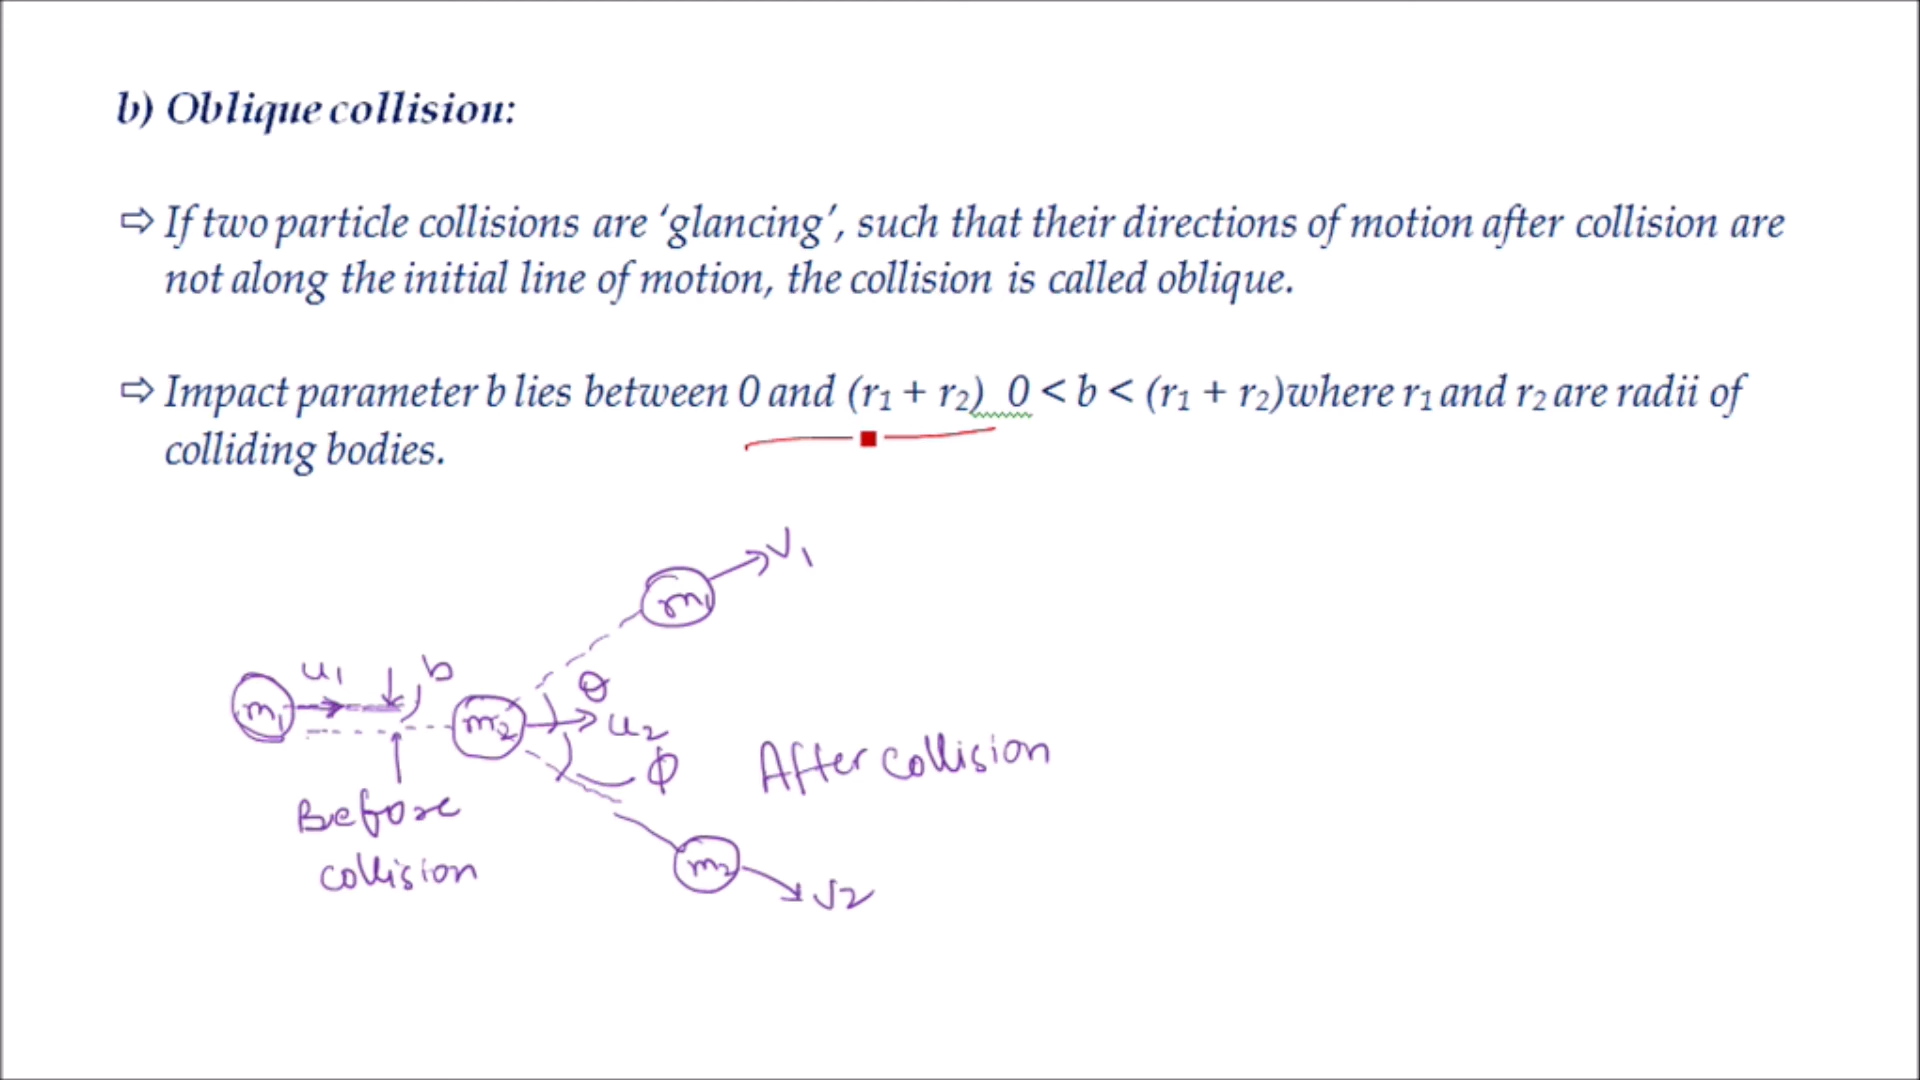 b) Oblique collision:
⇨ If two particle collisions are ‘glancing’, such that their directions of motion after collision are
not along the initial line of motion, the collision is called oblique.
⇨ Impact parameter b lies between 0 and (r₁ + r₂) 0 < b < (r₁ + r₂)where r₁ and r₂ are radii of
colliding bodies.
v₁
m₁
u₁ b
θ
m₁ m₂ u₂
ϕ
After collision
Before
collision
m₂
v₂